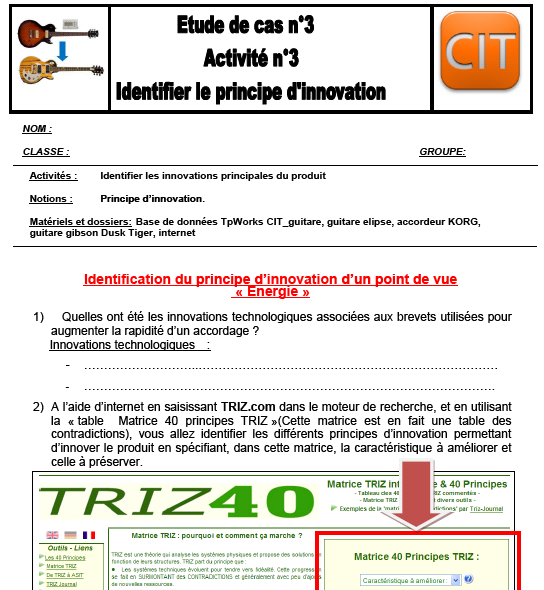 Etude de cas n°3
Activité n°3
Identifier le principe d'innovation
CIT
NOM :
CLASSE :
GROUPE:
Activités : Identifier les innovations principales du produit
Notions : Principe d'innovation.
Matériels et dossiers: Base de données TpWorks CIT_guitare, guitare elipse, accordeur KORG,
guitare gibson Dusk Tiger, internet
Identification du principe d'innovation d'un point de vue
« Energie »
1) Quelles ont été les innovations technologiques associées aux brevets utilisées pour
augmenter la rapidité d'un accordage ?
Innovations technologiques :
- ……………………………………………………………………………………
- ……………………………………………………………………………………
2) A l'aide d'internet en saisissant TRIZ.com dans le moteur de recherche, et en utilisant
la « table Matrice 40 principes TRIZ »(Cette matrice est en fait une table des
contradictions), vous allez identifier les différents principes d'innovation permettant
d'innover le produit en spécifiant, dans cette matrice, la caractéristique à améliorer et
celle à préserver.
TRIZ40
Matrice TRIZ int & 40 Principes
- Tableau des 40 RIZ commentés -
- Matrice TRIZ t divers outils -
Exemples de la "mat dictions" par Triz-Journal
Outils - Liens
Les 40 Principes
Matrice TRIZ
De TRIZ à ASIT
TRIZ Journal
Matrice TRIZ : pourquoi et comment ça marche ?
TRIZ est une théorie qui analyse les systèmes physiques et propose des solutions
fonction de leurs structures. TRIZ part du principe que :
● Les systèmes techniques évoluent pour tendre vers l'idéalité. Cette progress
se fait en SURMONTANT des CONTRADICTIONS et généralement avec peu d'ajo
de nouvelles ressources.
Matrice 40 Principes TRIZ :
Caractéristique à améliorer: